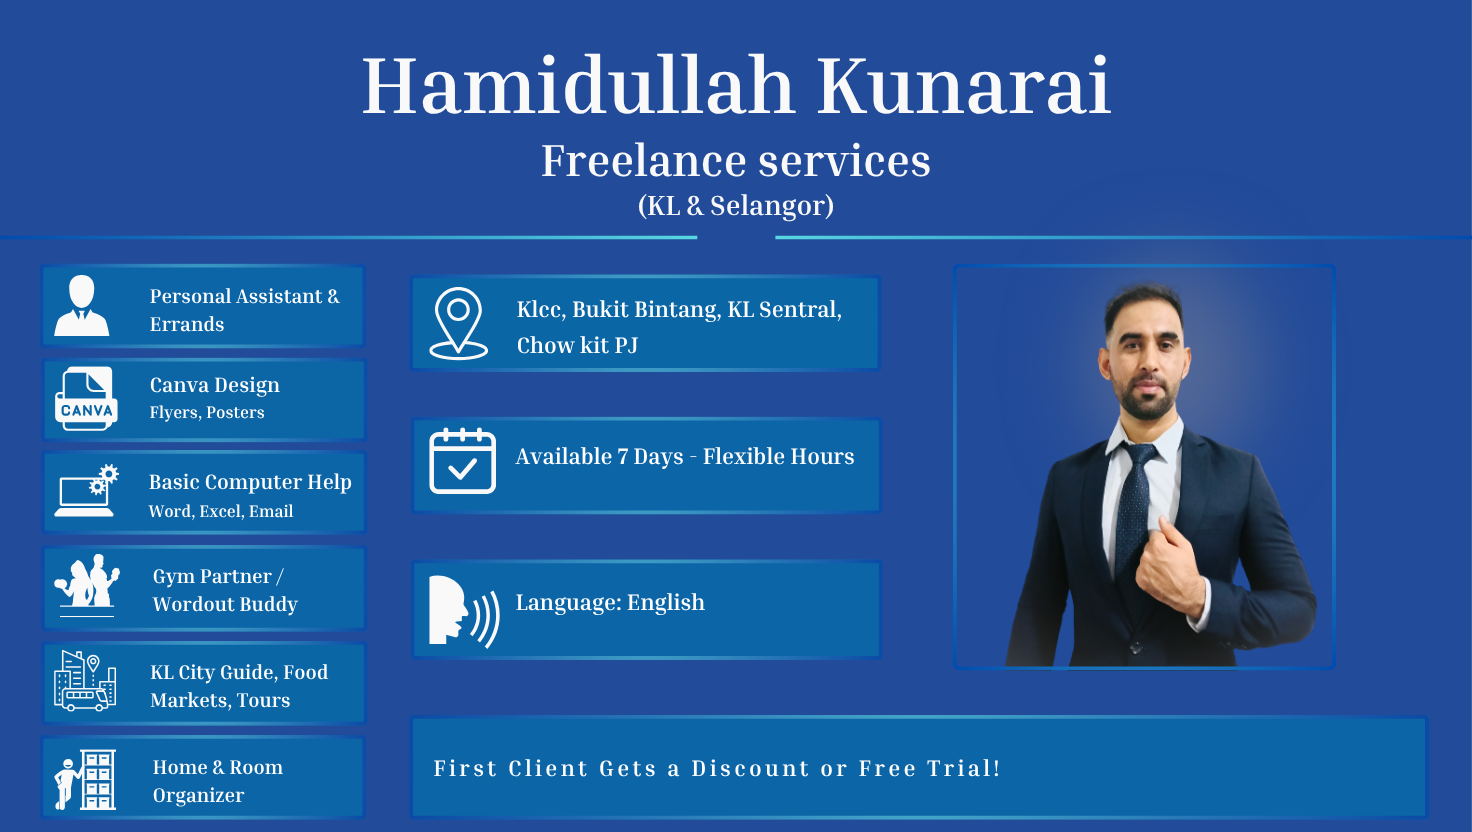 Hamidullah Kunarai
Freelance services
(KL & Selangor)
Personal Assistant &
Errands
CANVA
Canva Design
Flyers, Posters
Basic Computer Help
Word, Excel, Email
Gym Partner /
Wordout Buddy
KL City Guide, Food
Markets, Tours
Home & Room
Organizer
Klcc, Bukit Bintang, KL Sentral,
Chow kit PJ
Available 7 Days - Flexible Hours
Language: English
First Client Gets a Discount or Free Trial!